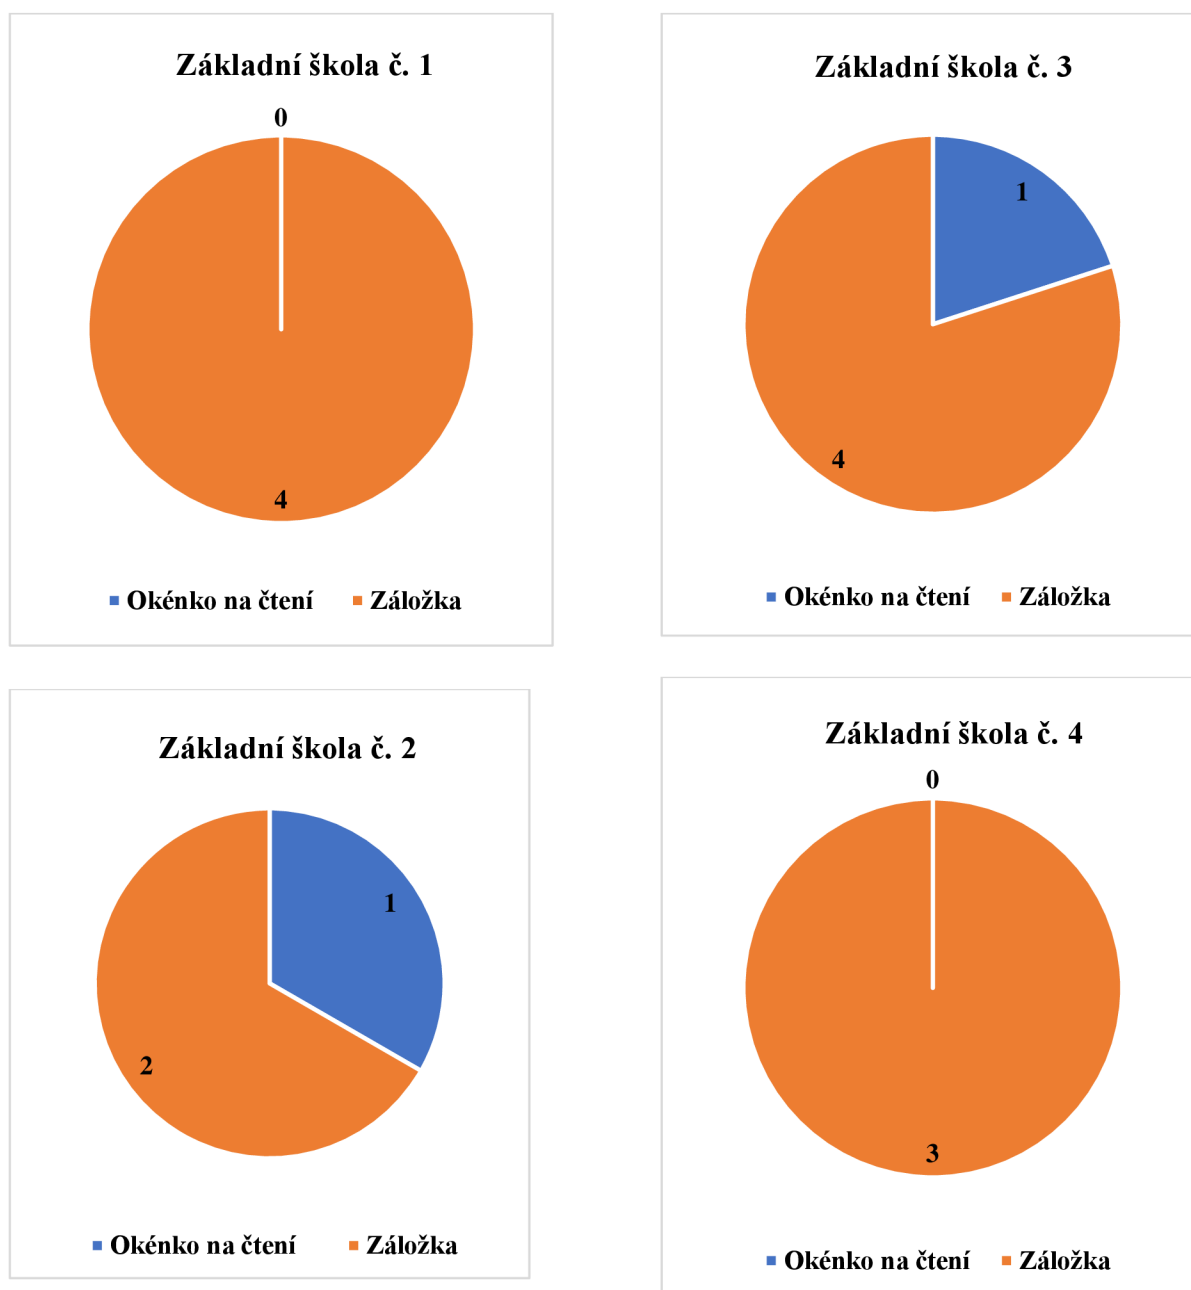 Základní škola č. 1
0
4
Okénko na čtení Záložka
Základní škola č. 3
1
4
Okénko na čtení Záložka
Základní škola č. 2
1
2
Okénko na čtení Záložka
Základní škola č. 4
0
3
Okénko na čtení Záložka